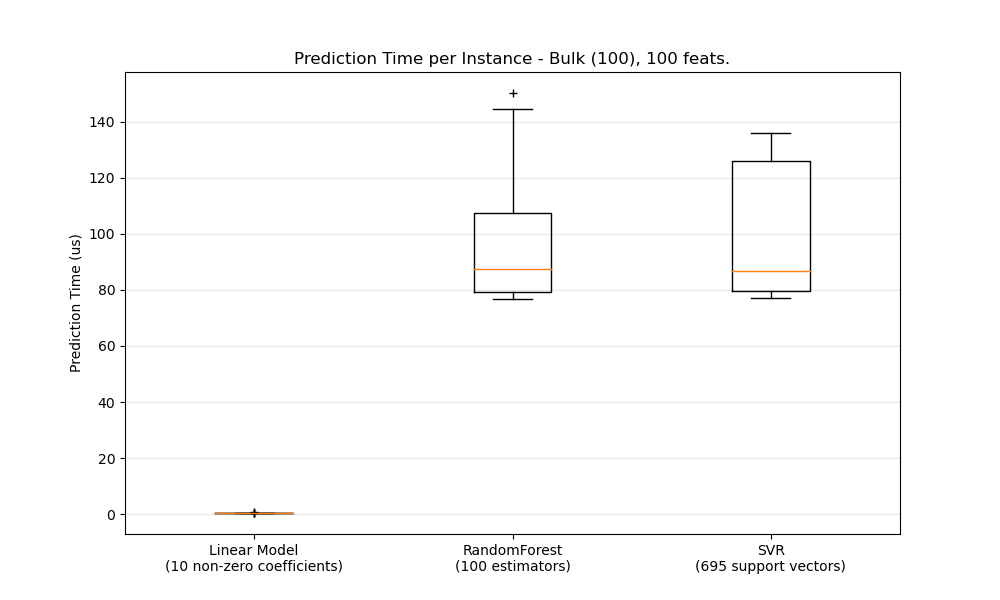 Prediction Time per Instance - Bulk (100), 100 feats.
Prediction Time (us)
140
120
100
80
60
40
20
0
Linear Model
(10 non-zero coefficients)
RandomForest
(100 estimators)
SVR
(695 support vectors)